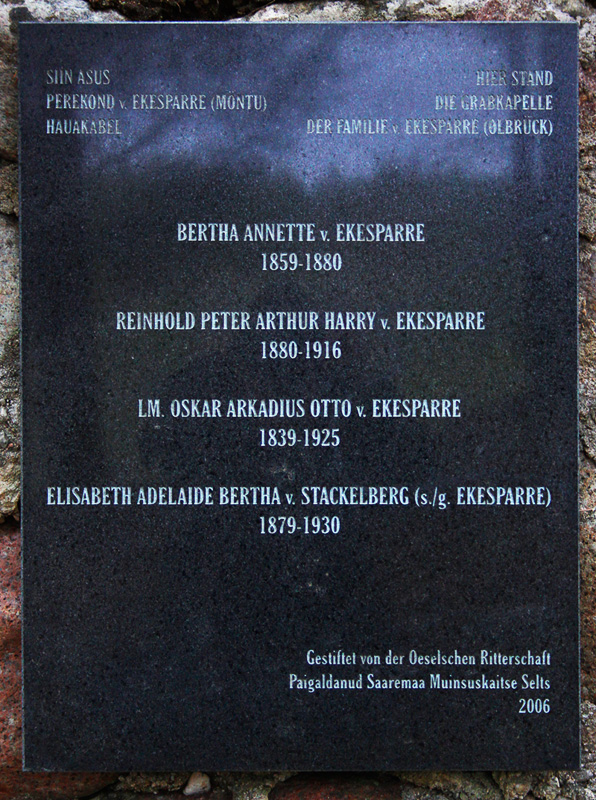 SIIN ASUS
PEREKOND v. EKESPARRE (MÖNTU)
HAUAKABEL
HIER STAND
DIE GRABKAPELLE
DER FAMILIE v. EKESPARRE (OLBRÜCK)
BERTHA ANNETTE v. EKESPARRE
1859-1880
REINHOLD PETER ARTHUR HARRY v. EKESPARRE
1880-1916
LM. OSKAR ARKADIUS OTTO v. EKESPARRE
1839-1925
ELISABETH ADELAIDE BERTHA v. STACKELBERG (s./g. EKESPARRE)
1879-1930
Gestiftet von der Oeselschen Ritterschaft
Paigaldanud Saaremaa Muinsuskaitse Selts
2006